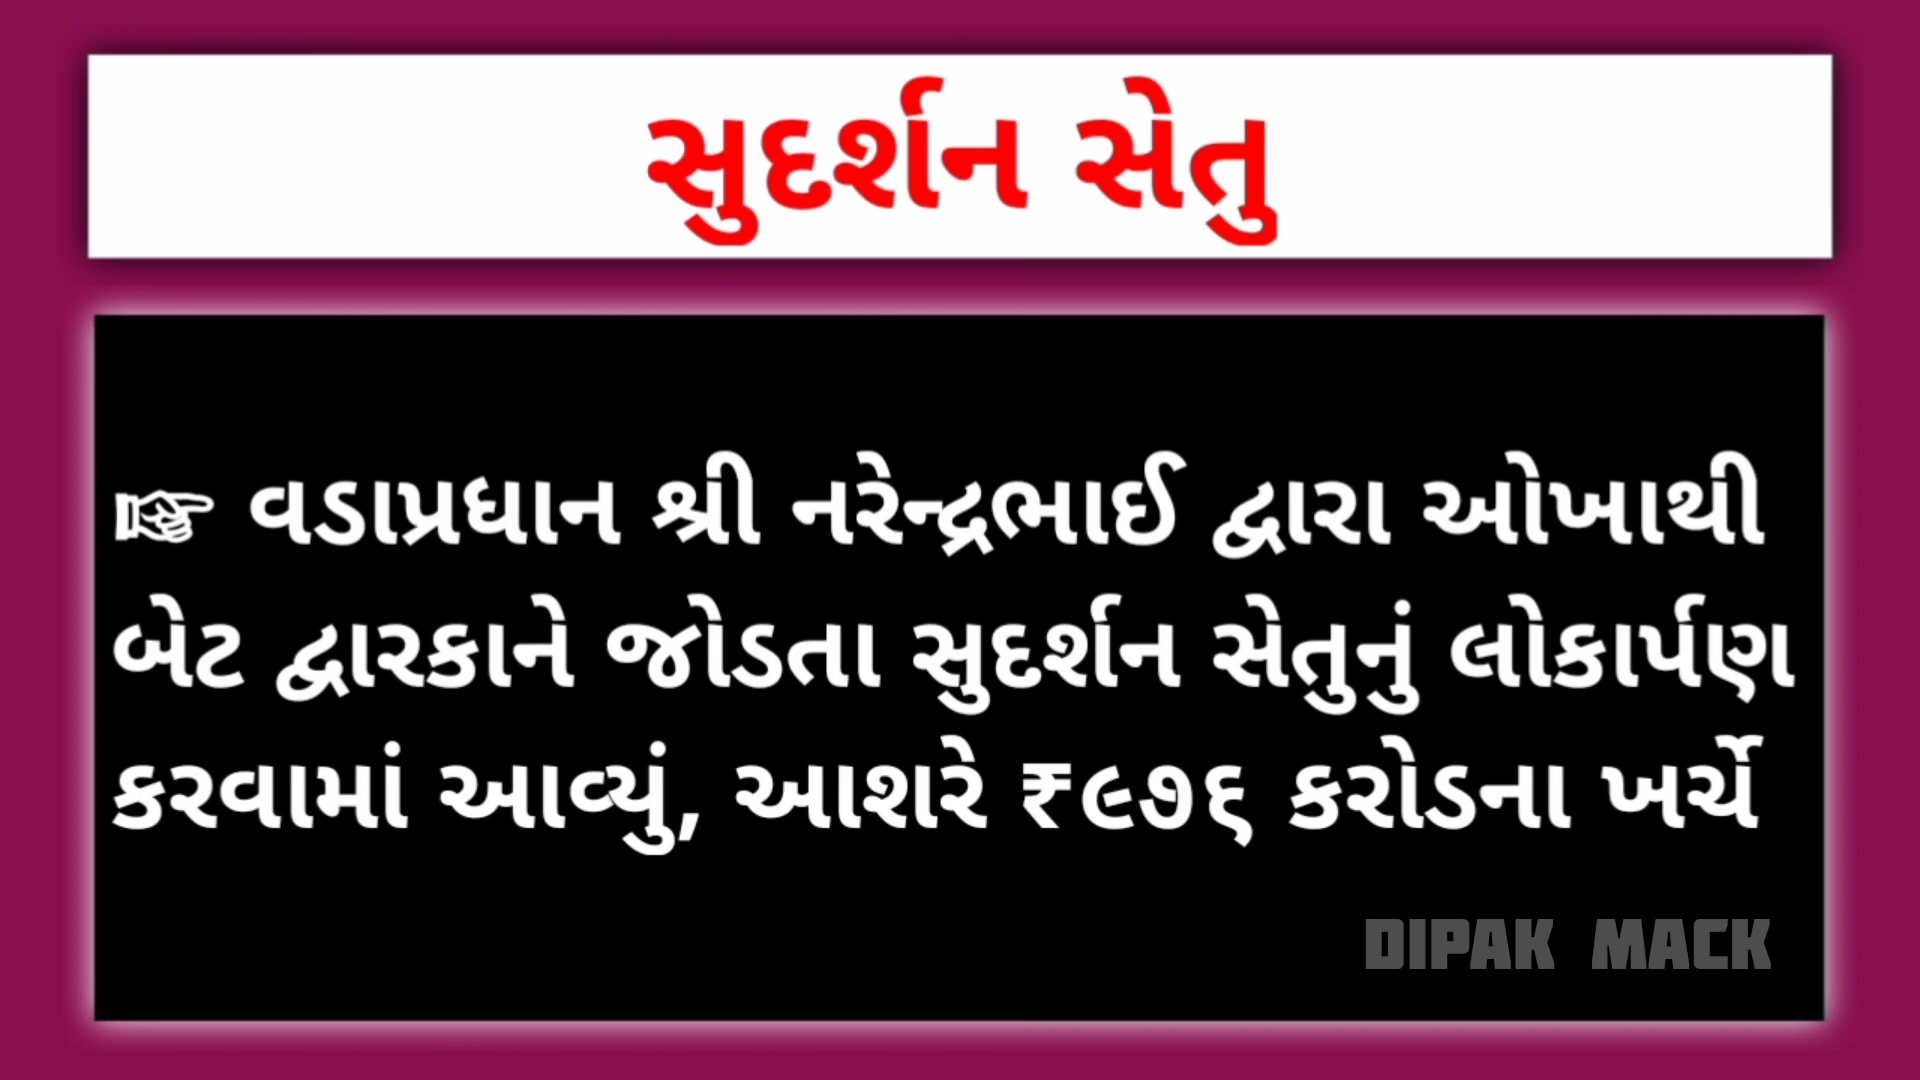 સુદર્શન સેતુ
☞ વડાપ્રધાન શ્રી નરેન્દ્રભાઈ દ્વારા ઓખાથી
બેટ દ્વારકાને જોડતા સુદર્શન સેતુનું લોકાર્પણ
કરવામાં આવ્યું, આશરે ₹૯૭૬ કરોડના ખર્ચે
DIPAK MACK